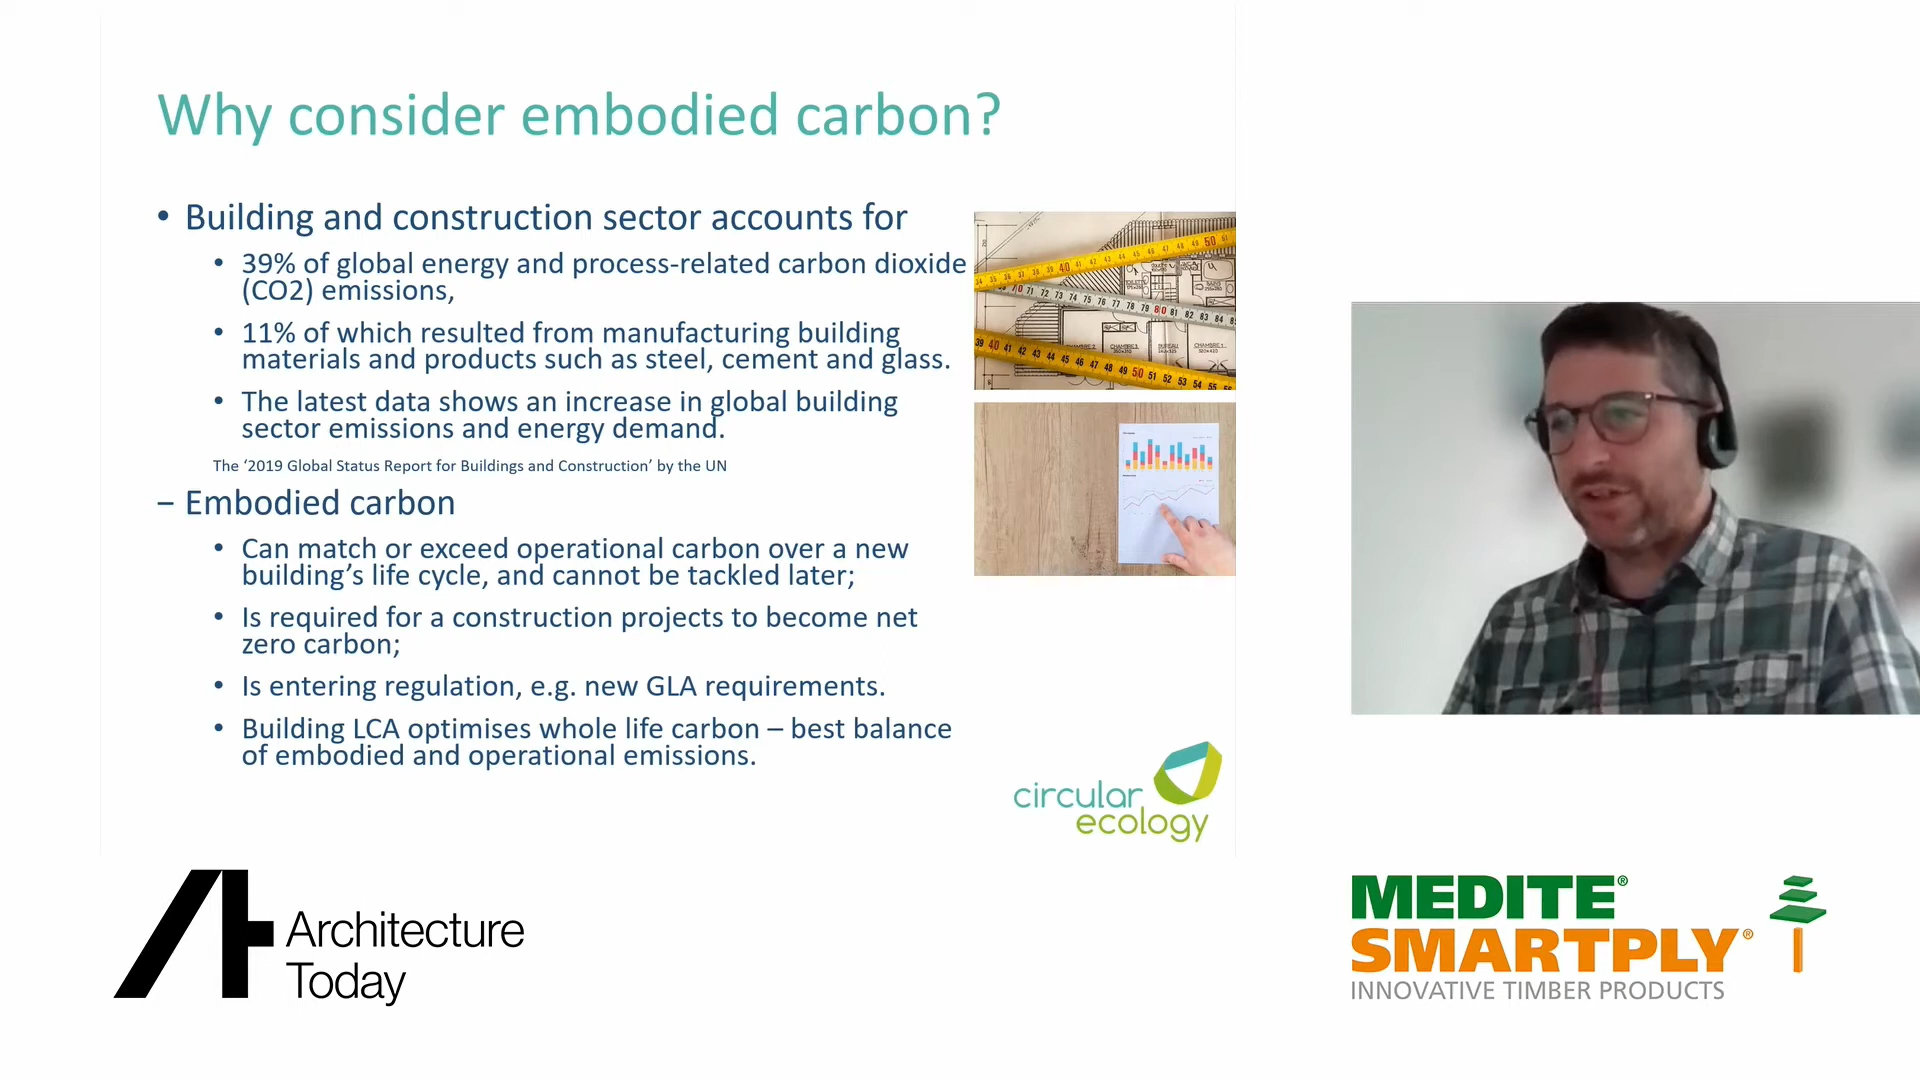 Why consider embodied carbon?
• Building and construction sector accounts for
• 39% of global energy and process-related carbon dioxide
(CO2) emissions,
• 11% of which resulted from manufacturing building
materials and products such as steel, cement and glass.
• The latest data shows an increase in global building
sector emissions and energy demand.
The ‘2019 Global Status Report for Buildings and Construction’ by the UN
– Embodied carbon
• Can match or exceed operational carbon over a new
building’s life cycle, and cannot be tackled later;
• Is required for a construction projects to become net
zero carbon;
• Is entering regulation, e.g. new GLA requirements.
• Building LCA optimises whole life carbon – best balance
of embodied and operational emissions.
circular
ecology
Architecture
Today
MEDITE®
SMARTPLY®
INNOVATIVE TIMBER PRODUCTS